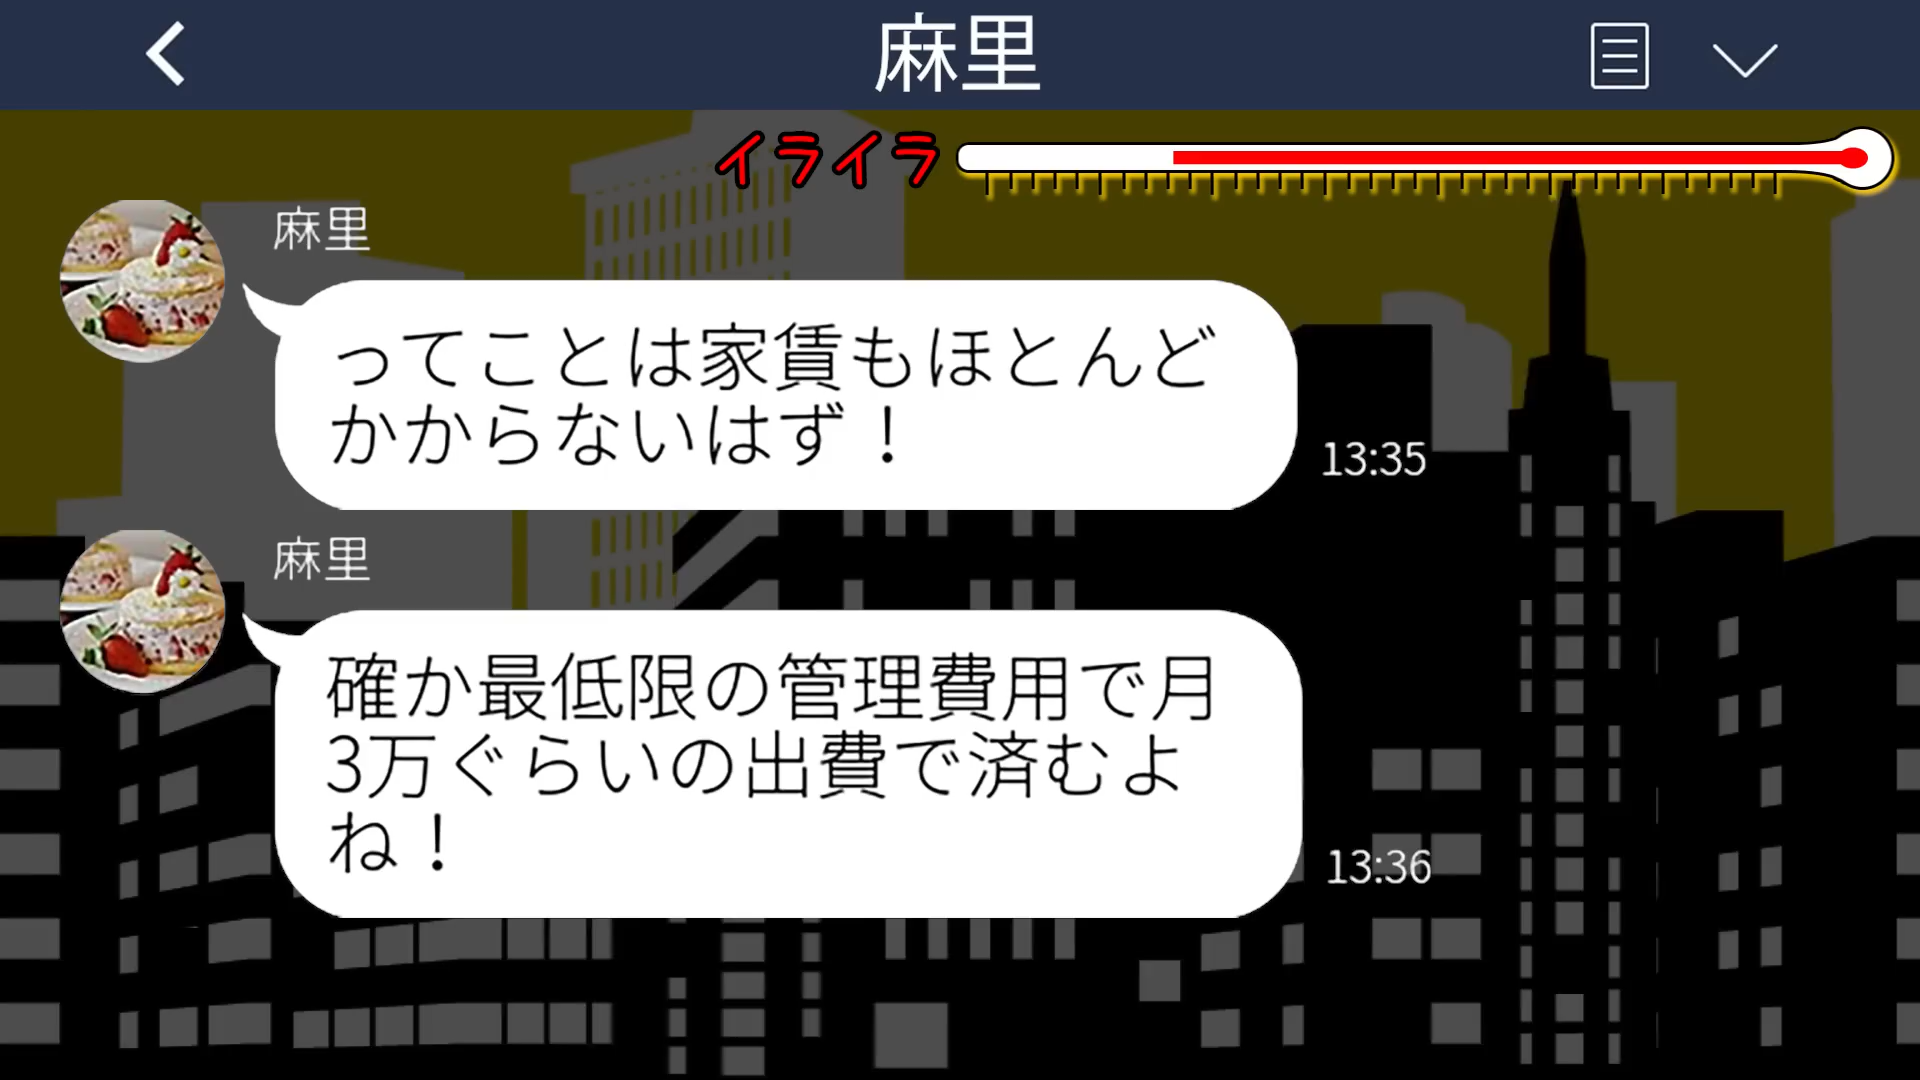 麻里
イライラ
麻里
ってことは家賃もほとんど
かからないはず！
13:35
麻里
確か最低限の管理費用で月
3万ぐらいの出費で済むよ
ね！
13:36